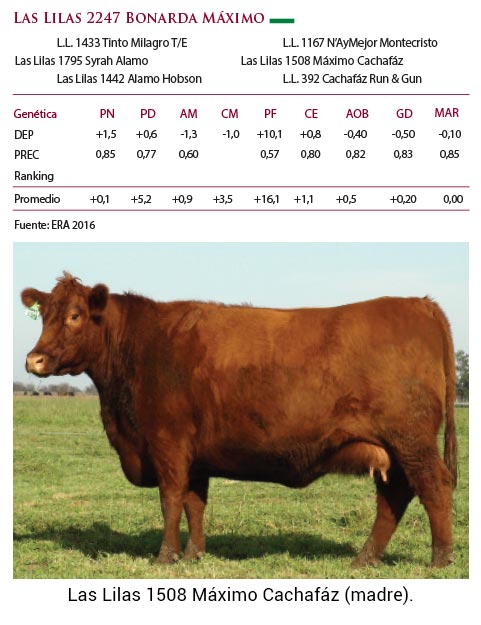 LAS LILAS 2247 BONARDA MÁXIMO
L.L. 1433 Tinto Milagro T/E L.L. 1167 N'AyMejor Montecristo
Las Lilas 1795 Syrah Alamo Las Lilas 1508 Máximo Cachafáz
Las Lilas 1442 Alamo Hobson L.L. 392 Cachafáz Run & Gun
Genética PN PD AM CM PF CE AOB GD MAR
DEP +1,5 +0,6 -1,3 -1,0 +10,1 +0,8 -0,40 -0,50 -0,10
PREC 0,85 0,77 0,60 0,57 0,80 0,82 0,83 0,85
Ranking
Promedio +0,1 +5,2 +0,9 +3,5 +16,1 +1,1 +0,5 +0,20 0,00
Fuente: ERA 2016
Las Lilas 1508 Máximo Cachafáz (madre).